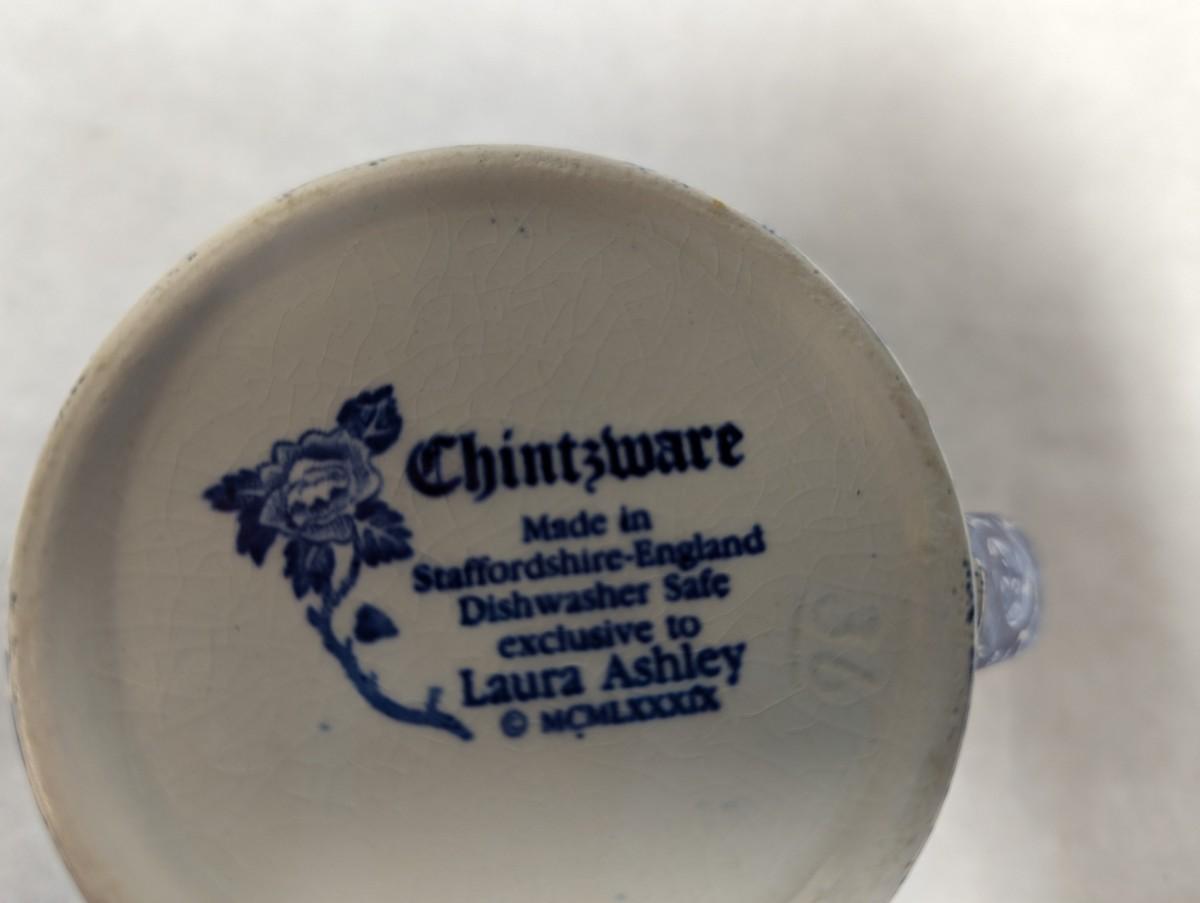 Chintzware
Made in
Staffordshire-England
Dishwasher Safe
exclusive to
Laura Ashley
© MCMLXXXIX